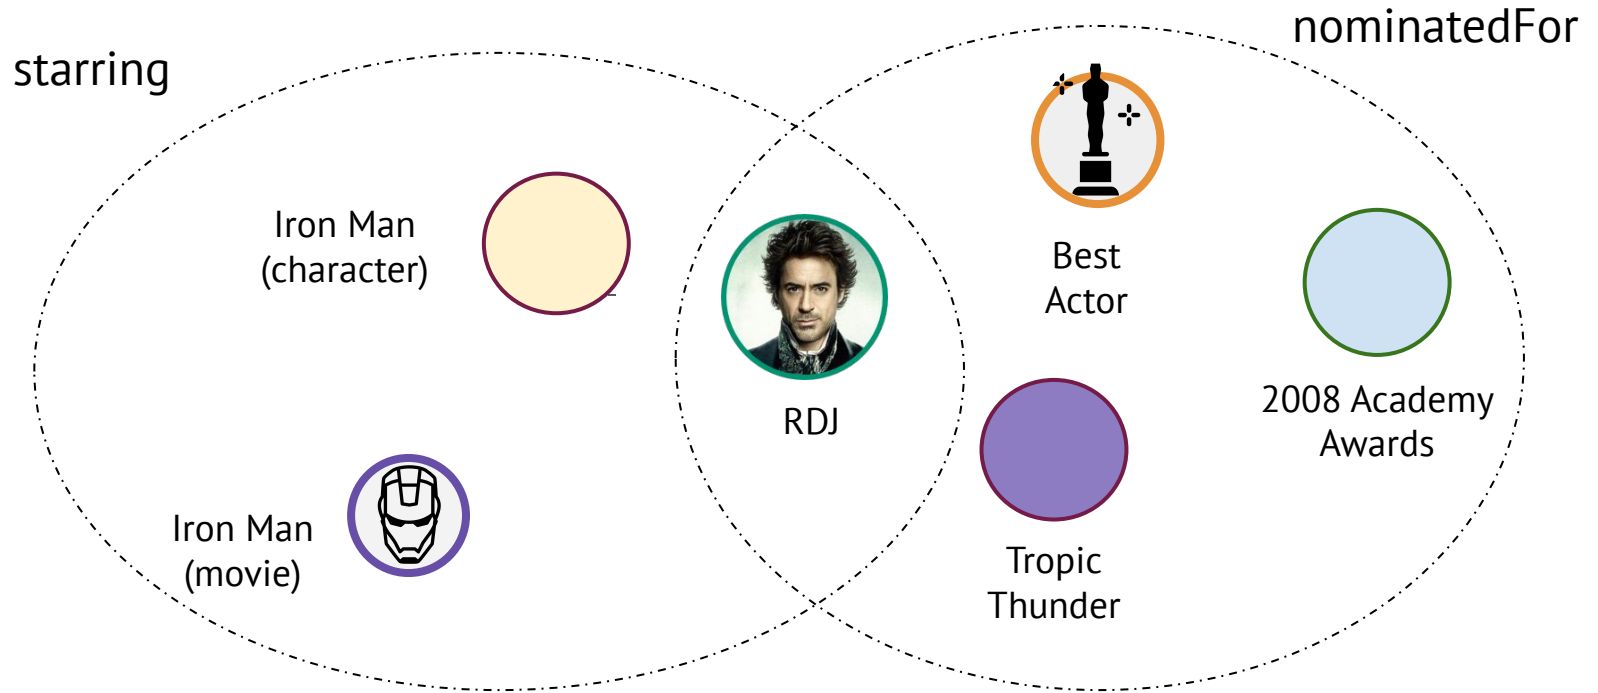 starring
nominatedFor
Iron Man
(character)
RDJ
Best
Actor
2008 Academy
Awards
Iron Man
(movie)
Tropic
Thunder